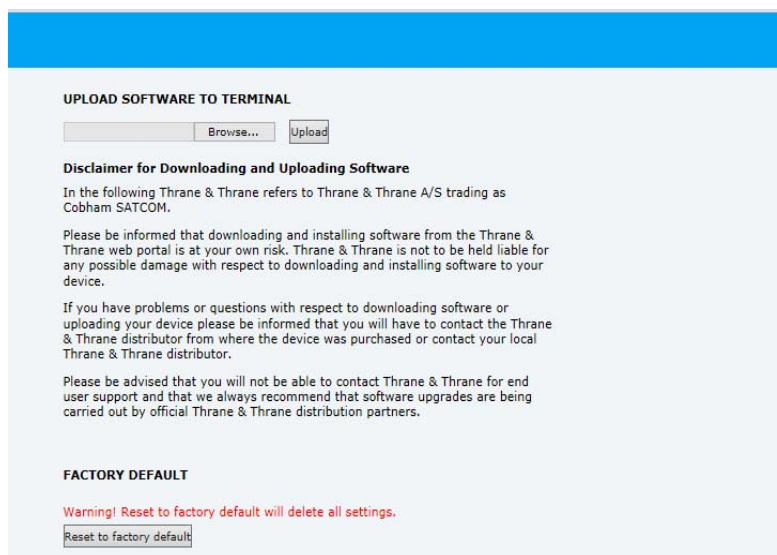 UPLOAD SOFTWARE TO TERMINAL
Browse... Upload
Disclaimer for Downloading and Uploading Software
In the following Thrane & Thrane refers to Thrane & Thrane A/S trading as
Cobham SATCOM.
Please be informed that downloading and installing software from the Thrane &
Thrane web portal is at your own risk. Thrane & Thrane is not to be held liable for
any possible damage with respect to downloading and installing software to your
device.
If you have problems or questions with respect to downloading software or
uploading your device please be informed that you will have to contact the Thrane
& Thrane distributor from where the device was purchased or contact your local
Thrane & Thrane distributor.
Please be advised that you will not be able to contact Thrane & Thrane for end
user support and that we always recommend that software upgrades are being
carried out by official Thrane & Thrane distribution partners.
FACTORY DEFAULT
Warning! Reset to factory default will delete all settings.
Reset to factory default